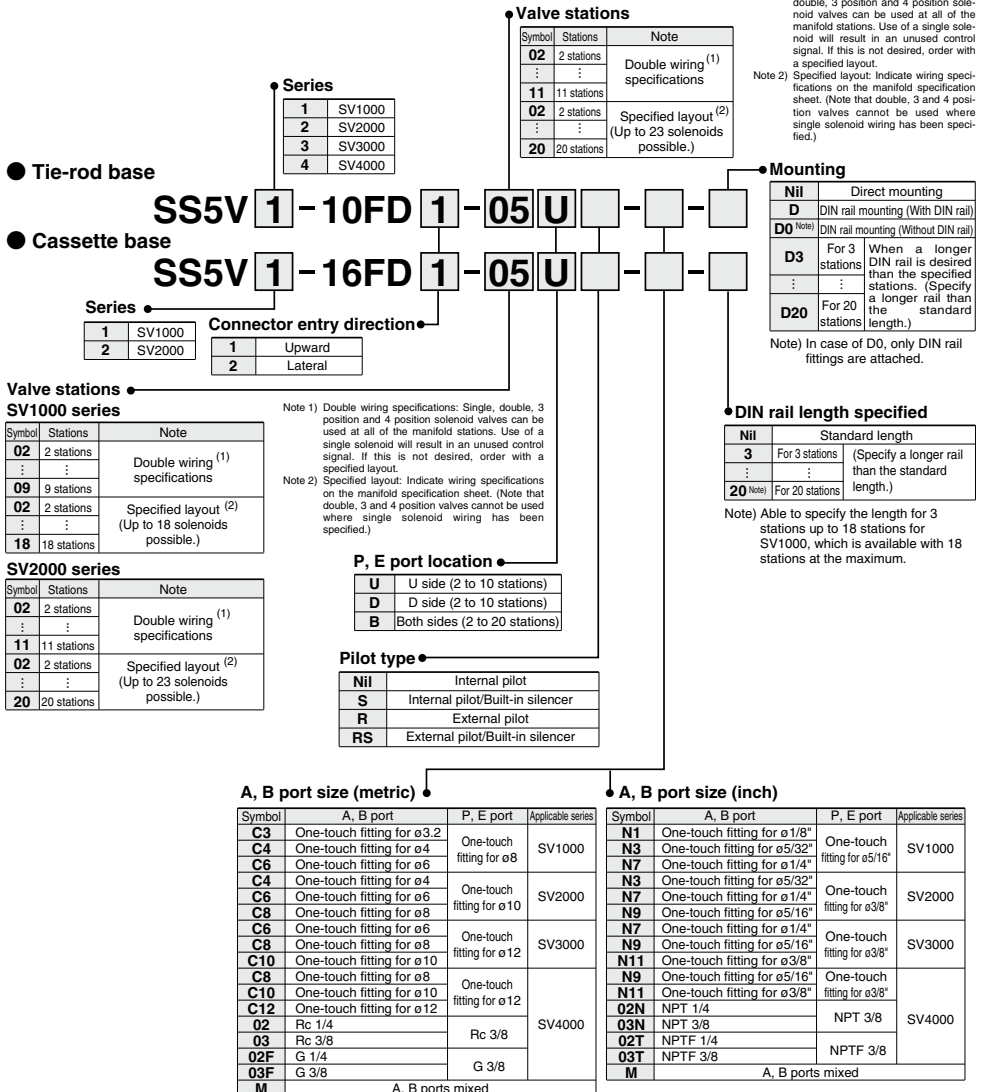 double, 3 position and 4 position sole-
noid valves can be used at all of the
manifold stations. Use of a single sole-
noid will result in an unused control
signal. If this is not desired, order with
a specified layout.
Note 2) Specified layout: Indicate wiring speci-
fications on the manifold specification
sheet. (Note that double, 3 and 4 posi-
tion valves cannot be used where
single solenoid wiring has been speci-
fied.)
Valve stations
Symbol Stations Note
02 2 stations Double wiring (1) specifications
⋮ ⋮
11 11 stations
02 2 stations Specified layout (2) (Up to 23 solenoids possible.)
⋮ ⋮
20 20 stations
Series
1 SV1000
2 SV2000
3 SV3000
4 SV4000
● Tie-rod base
SS5V 1 - 10FD 1 - 05 U - -
● Cassette base
SS5V 1 - 16FD 1 - 05 U - -
Mounting
Nil Direct mounting
D DIN rail mounting (With DIN rail)
D0 Note) DIN rail mounting (Without DIN rail)
D3 For 3 stations When a longer DIN rail is desired than the specified stations. (Specify a longer rail than the standard length.)
⋮ ⋮
D20 For 20 stations
Note) In case of D0, only DIN rail
fittings are attached.
Series
1 SV1000
2 SV2000
Connector entry direction
1 Upward
2 Lateral
Valve stations
SV1000 series
Symbol Stations Note
02 2 stations Double wiring (1) specifications
⋮ ⋮
09 9 stations
02 2 stations Specified layout (2) (Up to 18 solenoids possible.)
⋮ ⋮
18 18 stations
SV2000 series
Symbol Stations Note
02 2 stations Double wiring (1) specifications
⋮ ⋮
11 11 stations
02 2 stations Specified layout (2) (Up to 23 solenoids possible.)
⋮ ⋮
20 20 stations
Note 1) Double wiring specifications: Single, double, 3
position and 4 position solenoid valves can be
used at all of the manifold stations. Use of a
single solenoid will result in an unused control
signal. If this is not desired, order with a
specified layout.
Note 2) Specified layout: Indicate wiring specifications
on the manifold specification sheet. (Note that
double, 3 and 4 position valves cannot be used
where single solenoid wiring has been
specified.)
DIN rail length specified
Nil Standard length
3 For 3 stations (Specify a longer rail than the standard length.)
⋮ ⋮
20 Note) For 20 stations
Note) Able to specify the length for 3
stations up to 18 stations for
SV1000, which is available with 18
stations at the maximum.
P, E port location
U U side (2 to 10 stations)
D D side (2 to 10 stations)
B Both sides (2 to 20 stations)
Pilot type
Nil Internal pilot
S Internal pilot/Built-in silencer
R External pilot
RS External pilot/Built-in silencer
A, B port size (metric)
Symbol A, B port P, E port Applicable series
C3 One-touch fitting for ø3.2 One-touch fitting for ø8 SV1000
C4 One-touch fitting for ø4
C6 One-touch fitting for ø6
C4 One-touch fitting for ø4 One-touch fitting for ø10 SV2000
C6 One-touch fitting for ø6
C8 One-touch fitting for ø8
C6 One-touch fitting for ø6 One-touch fitting for ø12 SV3000
C8 One-touch fitting for ø8
C10 One-touch fitting for ø10
C8 One-touch fitting for ø8 One-touch fitting for ø12 SV4000
C10 One-touch fitting for ø10
C12 One-touch fitting for ø12
02 Rc 1/4 Rc 3/8
03 Rc 3/8
02F G 1/4 G 3/8
03F G 3/8
M A, B ports mixed
A, B port size (inch)
Symbol A, B port P, E port Applicable series
N1 One-touch fitting for ø1/8" One-touch fitting for ø5/16" SV1000
N3 One-touch fitting for ø5/32"
N7 One-touch fitting for ø1/4"
N3 One-touch fitting for ø5/32" One-touch fitting for ø3/8" SV2000
N7 One-touch fitting for ø1/4"
N9 One-touch fitting for ø5/16"
N7 One-touch fitting for ø1/4" One-touch fitting for ø3/8" SV3000
N9 One-touch fitting for ø5/16"
N11 One-touch fitting for ø3/8"
N9 One-touch fitting for ø5/16" One-touch fitting for ø3/8" SV4000
N11 One-touch fitting for ø3/8"
02N NPT 1/4 NPT 3/8
03N NPT 3/8
02T NPTF 1/4 NPTF 3/8
03T NPTF 3/8
M A, B ports mixed